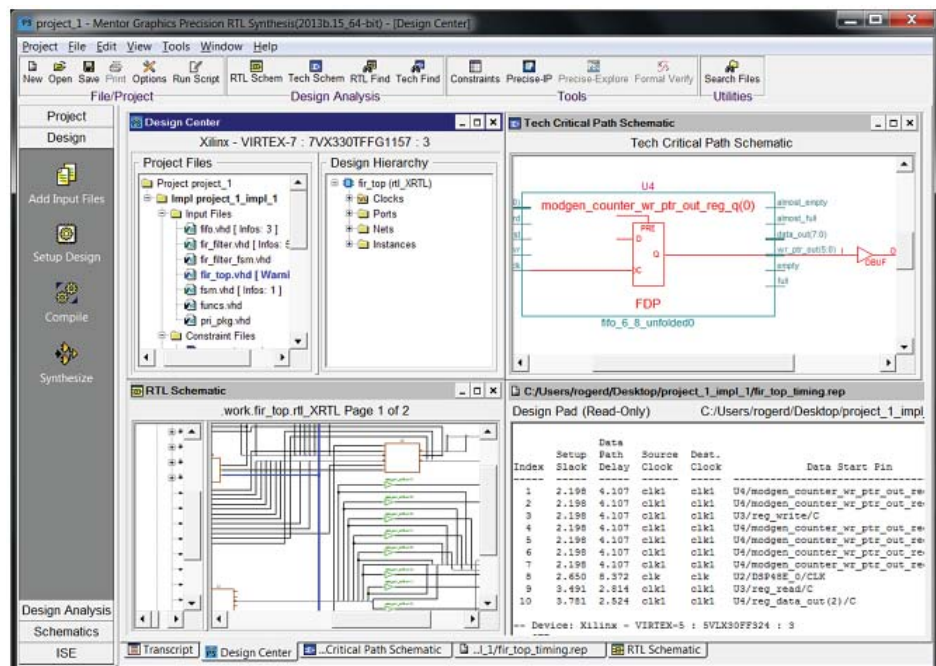 project_1 - Mentor Graphics Precision RTL Synthesis(2013b.15_64-bit) - [Design Center]
Project File Edit View Tools Window Help
New Open Save Print Options Run Script RTL Schem Tech Schem RTL Find Tech Find Constraints Precise-IP Precise-Explore Formal Verify Search Files
File/Project Design Analysis Tools Utilities
Project
Design
Add Input Files
Setup Design
Compile
Synthesize
Design Analysis
Schematics
ISE
Design Center
Xilinx - VIRTEX-7 : 7VX330TFFG1157 : 3
Project Files
Project project_1
Impl project_1_impl_1
Input Files
fifo.vhd [ Infos: 3 ]
fir_filter.vhd [ Infos:
fir_filter_fsm.vhd
fir_top.vhd [ Warni
fsm.vhd [ Infos: 1 ]
funcs.vhd
pri_pkg.vhd
Constraint Files
Design Hierarchy
fir_top (rtl_XRTL)
Clocks
Ports
Nets
Instances
Tech Critical Path Schematic
Tech Critical Path Schematic
U4
modgen_counter_wr_ptr_out_reg_q(0)
PRE
D
Q
C
FDP
fifo_6_8_unfolded0
almost_empty
almost_full
data_out(7:0)
wr_ptr_out(5:0)
empty
full
I
O
OBUF
RTL Schematic
.work.fir_top.rtl_XRTL Page 1 of 2
C:/Users/rogerd/Desktop/project_1_impl_1/fir_top_timing.rep
Design Pad (Read-Only) C:/Users/rogerd/Desktop/project_1_impl
Data
Setup Path Source Dest.
Index Slack Delay Clock Clock Data Start Pin
----- ----- ----- ------ ----- --------------
1 2.198 4.107 clk1 clk1 U4/modgen_counter_wr_ptr_out_re
2 2.198 4.107 clk1 clk1 U4/modgen_counter_wr_ptr_out_re
3 2.198 4.107 clk1 clk1 U3/reg_write/C
4 2.198 4.107 clk1 clk1 U4/modgen_counter_wr_ptr_out_re
5 2.198 4.107 clk1 clk1 U4/modgen_counter_wr_ptr_out_re
6 2.198 4.107 clk1 clk1 U4/modgen_counter_wr_ptr_out_re
7 2.198 4.107 clk1 clk1 U4/modgen_counter_wr_ptr_out_re
8 2.650 8.372 clk clk U2/DSP48E_0/CLK
9 3.491 2.814 clk1 clk1 U3/reg_read/C
10 3.781 2.524 clk1 clk1 U4/reg_data_out(2)/C
-- Device: Xilinx - VIRTEX-5 : 5VLX30FF324 : 3
Transcript Design Center ...Critical Path Schematic ...l_1/fir_top_timing.rep RTL Schematic